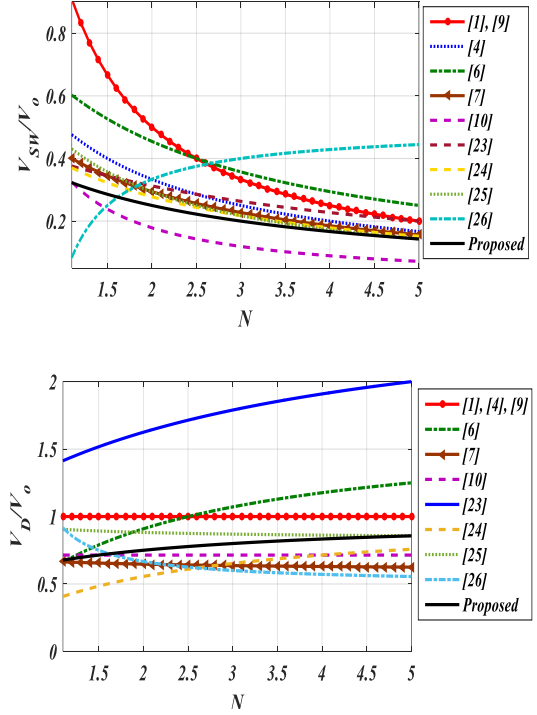 V_SW/V_o
0.8
0.6
0.4
0.2
1.5 2 2.5 3 3.5 4 4.5 5
N
[1], [9]
[4]
[6]
[7]
[10]
[23]
[24]
[25]
[26]
Proposed
V_D/V_o
2
1.5
1
0.5
0
1.5 2 2.5 3 3.5 4 4.5 5
N
[1], [4], [9]
[6]
[7]
[10]
[23]
[24]
[25]
[26]
Proposed